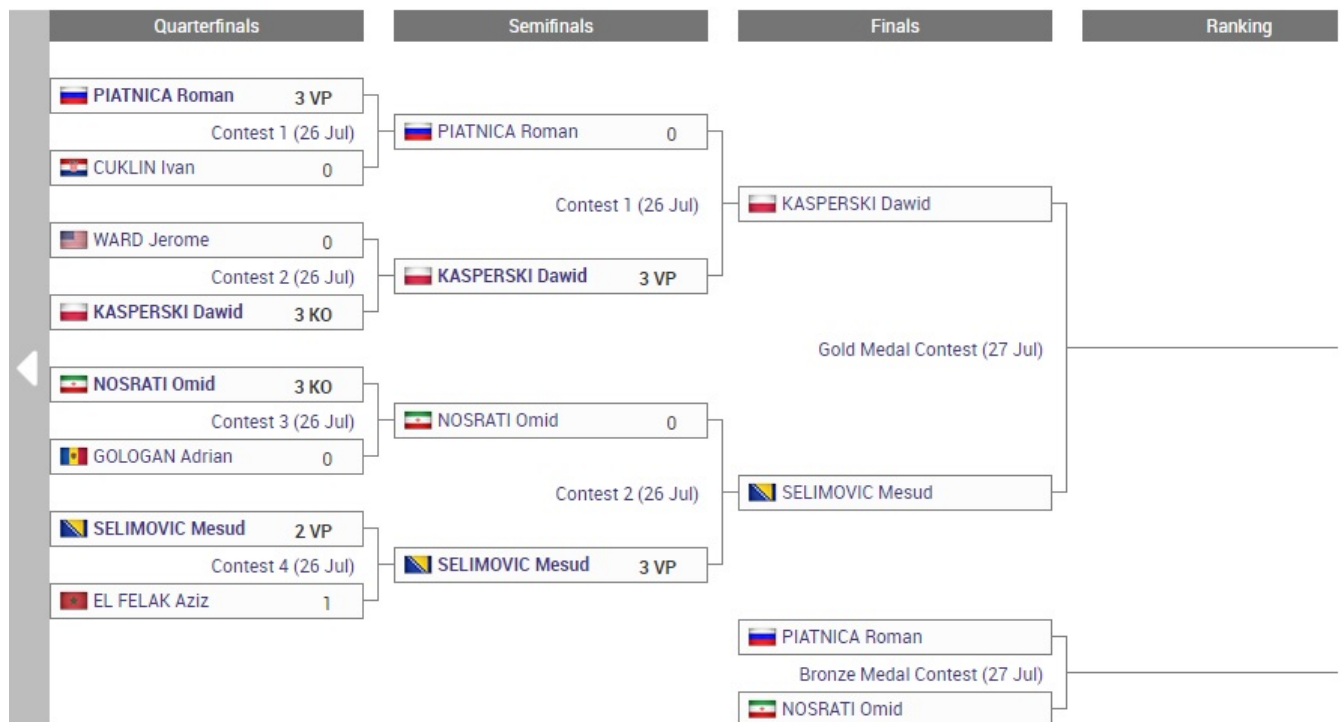 Quarterfinals
Semifinals
Finals
Ranking
PIATNICA Roman 3 VP
Contest 1 (26 Jul)
CUKLIN Ivan 0
WARD Jerome 0
Contest 2 (26 Jul)
KASPERSKI Dawid 3 KO
NOSRATI Omid 3 KO
Contest 3 (26 Jul)
GOLOGAN Adrian 0
SELIMOVIC Mesud 2 VP
Contest 4 (26 Jul)
EL FELAK Aziz 1
PIATNICA Roman 0
Contest 1 (26 Jul)
KASPERSKI Dawid 3 VP
NOSRATI Omid 0
Contest 2 (26 Jul)
SELIMOVIC Mesud 3 VP
KASPERSKI Dawid
Gold Medal Contest (27 Jul)
SELIMOVIC Mesud
PIATNICA Roman
Bronze Medal Contest (27 Jul)
NOSRATI Omid